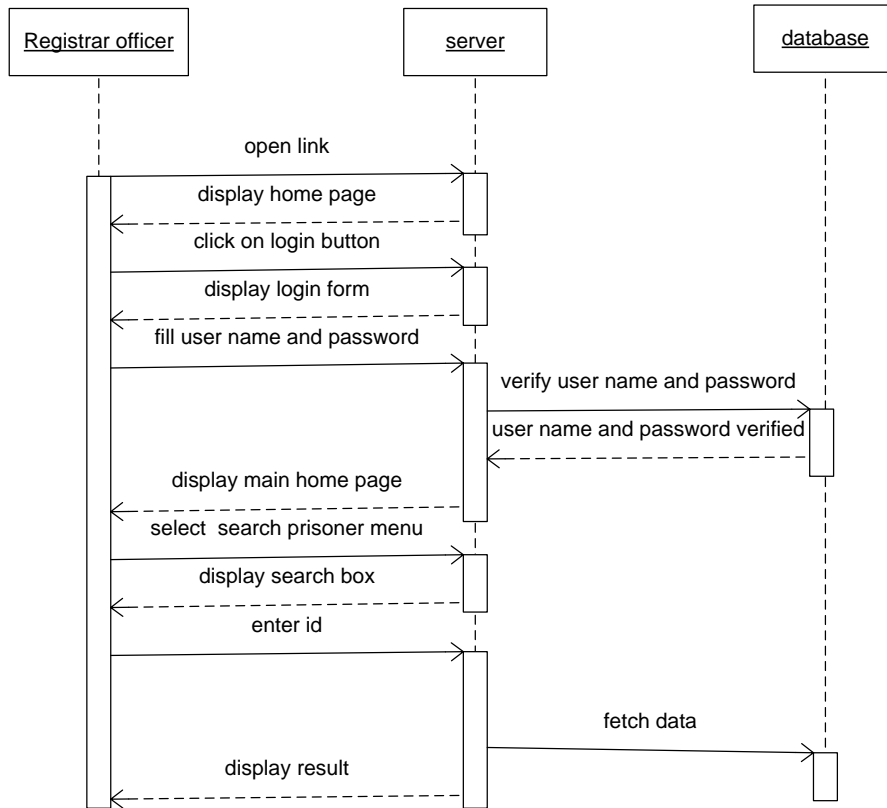 Registrar officer
server
database
open link
display home page
click on login button
display login form
fill user name and password
verify user name and password
user name and password verified
display main home page
select  search prisoner menu
display search box
enter id
fetch data
display result